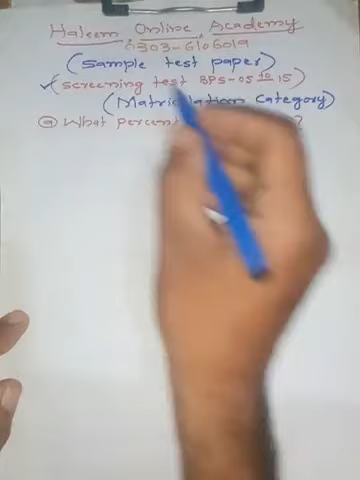 Haleem Online Academy
0303-6106019
(Sample test paper)
✓(Screening test BPS-05 to 15)
(Matriculation Category)
ⓐ What percent ?